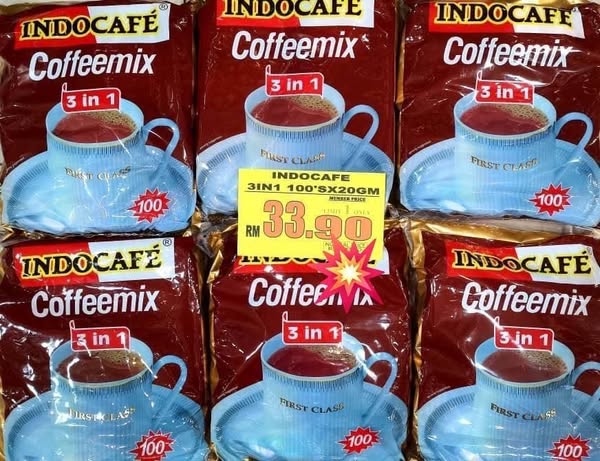 INDOCAFÉ®
Coffeemix
3 in 1
FIRST CLASS
100
INDOCAFÉ
Coffeemix
3 in 1
FIRST CLASS
INDOCAFÉ
Coffeemix
3 in 1
FIRST CLASS
100
INDOCAFE
3IN1 100'SX20GM
MEMBER PRICE
RM 33.90
INDOCAFÉ®
Coffeemix
3 in 1
FIRST CLASS
100
Coffeemix
3 in 1
FIRST CLASS
100
INDOCAFÉ
Coffeemix
3 in 1
FIRST CLASS
100